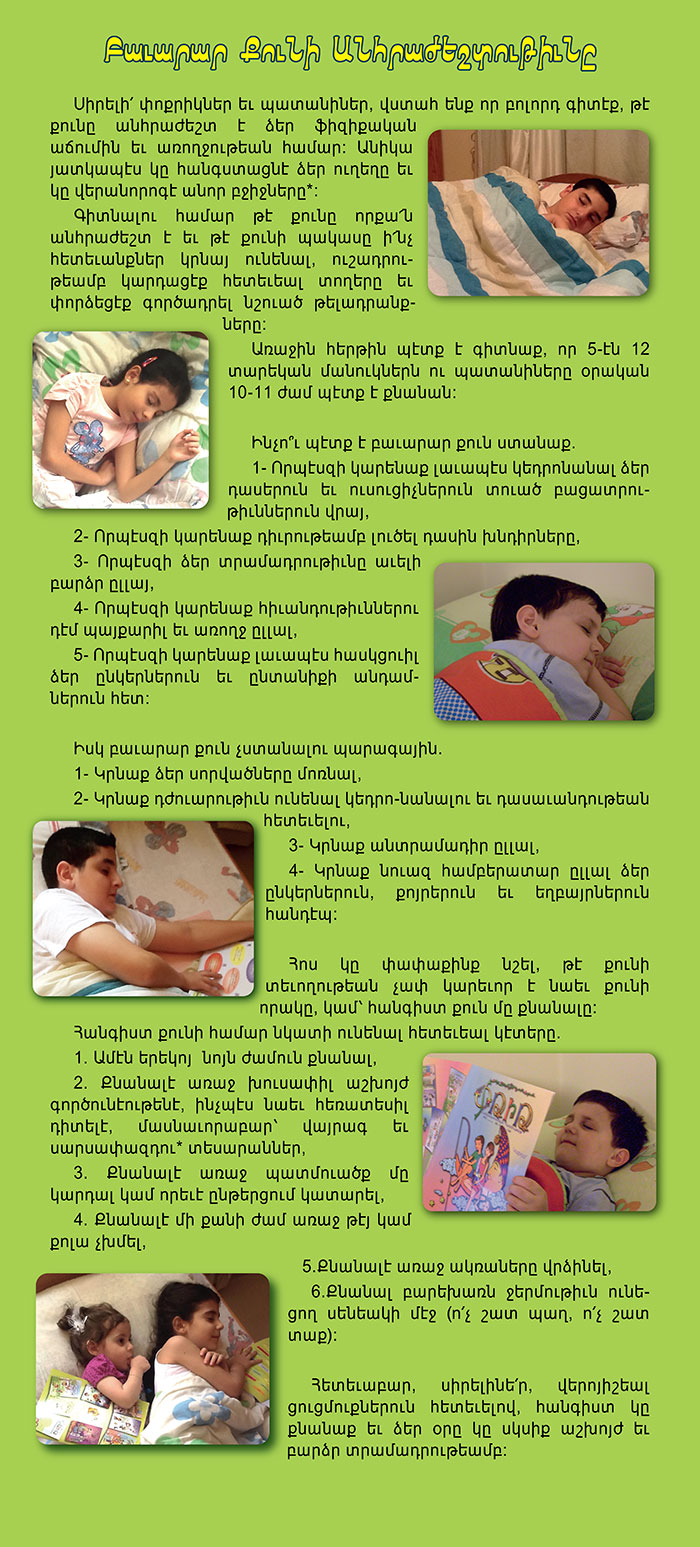 Բաւարար Քունի Անհրաժեշտութիւնը
Սիրելի՛ փոքրիկներ եւ պատանիներ, վստահ ենք որ բոլորդ գիտէք, թէ
քունը անհրաժեշտ է ձեր ֆիզիքական
աճումին եւ առողջութեան համար: Անիկա
յատկապէս կը հանգստացնէ ձեր ուղեղը եւ
կը վերանորոգէ անոր բջիջները*:
Գիտնալու համար թէ քունը որքա՜ն
անհրաժեշտ է եւ թէ քունի պակասը ի՜նչ
հետեւանքներ կրնայ ունենալ, ուշադրու-
թեամբ կարդացէք հետեւեալ տողերը եւ
փորձեցէք գործադրել նշուած թելադրանք-
ները:
Առաջին հերթին պէտք է գիտնաք, որ 5-էն 12
տարեկան մանուկներն ու պատանիները օրական
10-11 ժամ պէտք է քնանան:
Ինչո՞ւ պէտք է բաւարար քուն ստանաք.
1- Որպէսզի կարենաք լաւապէս կեդրոնանալ ձեր
դասերուն եւ ուսուցիչներուն տուած բացատրու-
թիւններուն վրայ,
2- Որպէսզի կարենաք դիւրութեամբ լուծել դասին խնդիրները,
3- Որպէսզի ձեր տրամադրութիւնը աւելի
բարձր ըլլայ,
4- Որպէսզի կարենաք հիւանդութիւններու
դէմ պայքարիլ եւ առողջ ըլլալ,
5- Որպէսզի կարենաք լաւապէս հասկցուիլ
ձեր ընկերներուն եւ ընտանիքի անդամ-
ներուն հետ:
Իսկ բաւարար քուն չստանալու պարագային.
1- Կրնաք ձեր սորվածները մոռնալ,
2- Կրնաք դժուարութիւն ունենալ կեդրո-նանալու եւ դասաւանդութեան
հետեւելու,
3- Կրնաք անտրամադիր ըլլալ,
4- Կրնաք նուազ համբերատար ըլլալ ձեր
ընկերներուն, քոյրերուն եւ եղբայրներուն
հանդէպ:
Հոս կը փափաքինք նշել, թէ քունի
տեւողութեան չափ կարեւոր է նաեւ քունի
որակը, կամ՝ հանգիստ քուն մը քնանալը:
Հանգիստ քունի համար նկատի ունենալ հետեւեալ կէտերը.
1. Ամէն երեկոյ նոյն ժամուն քնանալ,
2. Քնանալէ առաջ խուսափիլ աշխոյժ
գործունէութենէ, ինչպէս նաեւ հեռատեսիլ
դիտելէ, մասնաւորաբար՝ վայրագ եւ
սարսափազդու* տեսարաններ,
3. Քնանալէ առաջ պատմուածք մը
կարդալ կամ որեւէ ընթերցում կատարել,
4. Քնանալէ մի քանի ժամ առաջ թէյ կամ
քոլա չխմել,
5.Քնանալէ առաջ ակռաները վրձինել,
6.Քնանալ բարեխառն ջերմութիւն ունե-
ցող սենեակի մէջ (ո՛չ շատ պաղ, ո՛չ շատ
տաք):
Հետեւաբար, սիրելինե՛ր, վերոյիշեալ
ցուցմուքներուն հետեւելով, հանգիստ կը
քնանաք եւ ձեր օրը կը սկսիք աշխոյժ եւ
բարձր տրամադրութեամբ: